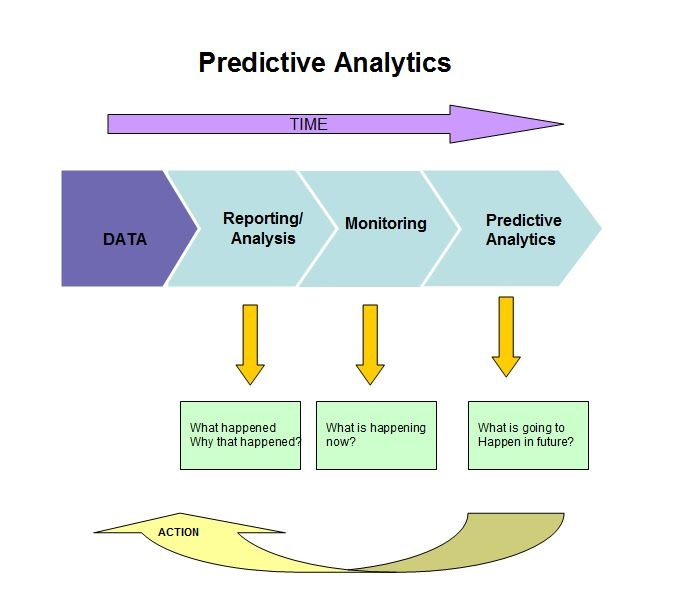 Predictive Analytics
TIME
DATA
Reporting/
Analysis
Monitoring
Predictive
Analytics
What happened
Why that happened?
What is happening
now?
What is going to
Happen in future?
ACTION